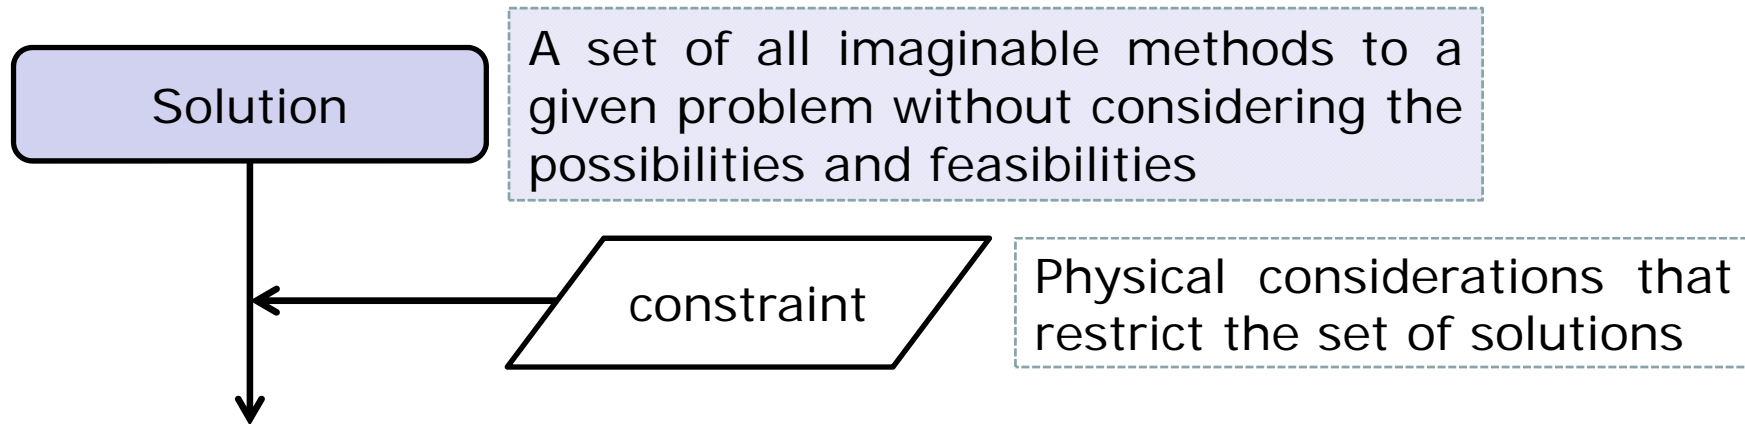 Solution
A set of all imaginable methods to a
given problem without considering the
possibilities and feasibilities
constraint
Physical considerations that
restrict the set of solutions